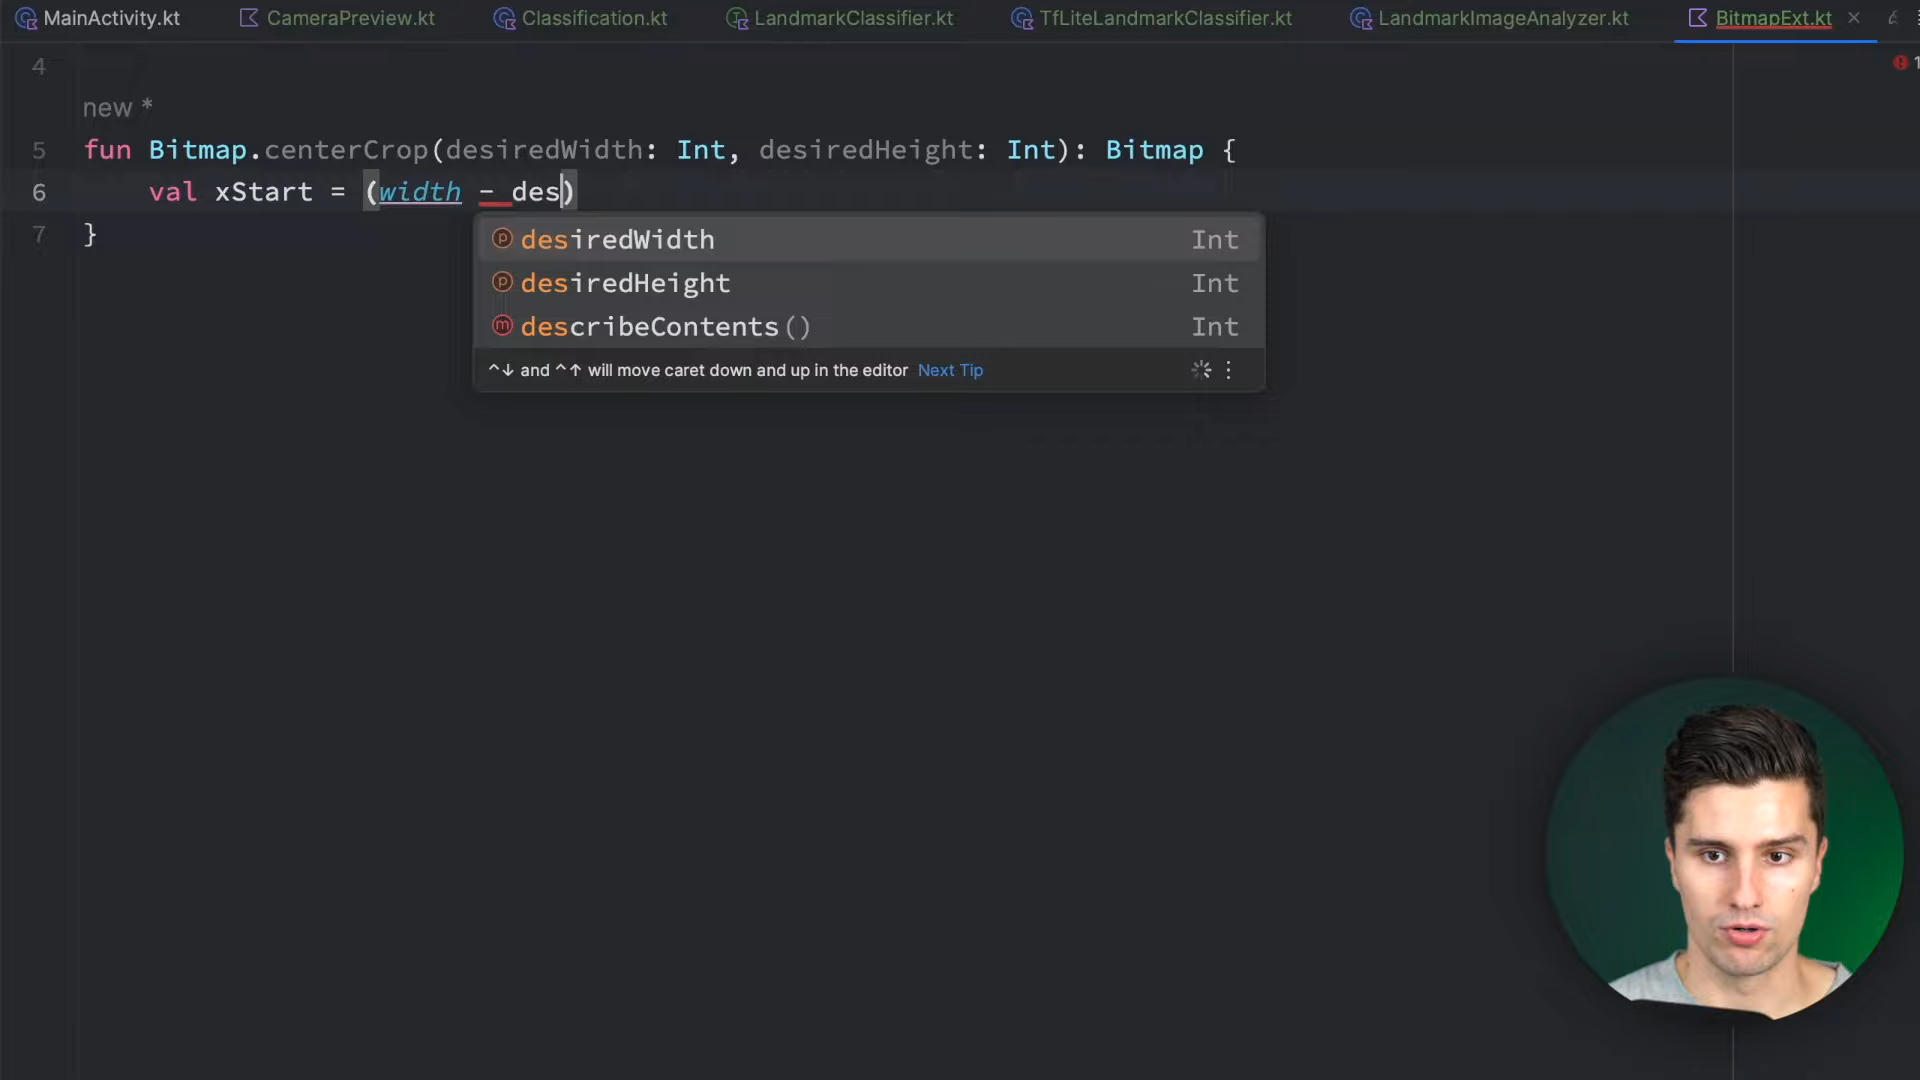 MainActivity.kt CameraPreview.kt Classification.kt LandmarkClassifier.kt TfLiteLandmarkClassifier.kt LandmarkImageAnalyzer.kt BitmapExt.kt
4
1
new *
5 fun Bitmap.centerCrop(desiredWidth: Int, desiredHeight: Int): Bitmap {
6 val xStart = (width - des)
7 }
desiredWidth Int
desiredHeight Int
describeContents() Int
^↓ and ^↑ will move caret down and up in the editor Next Tip